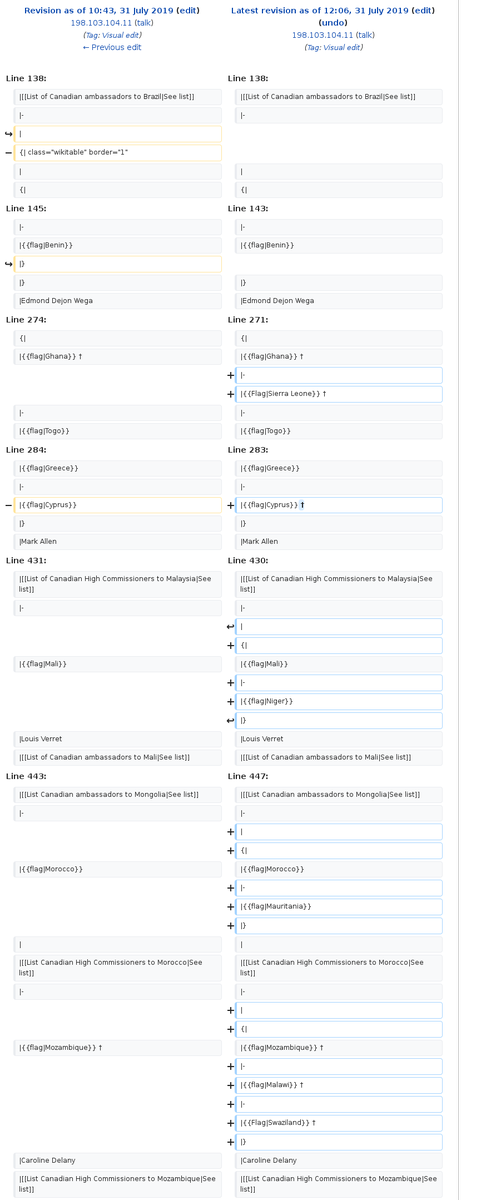 Revision as of 10:43, 31 July 2019 (edit)
198.103.104.11 (talk)
(Tag: Visual edit)
← Previous edit
Latest revision as of 12:06, 31 July 2019 (edit)
(undo)
198.103.104.11 (talk)
(Tag: Visual edit)
Line 138:
Line 138:
|[[List of Canadian ambassadors to Brazil|See list]]
|[[List of Canadian ambassadors to Brazil|See list]]
|-
|-
↪ |
− {| class="wikitable" border="1"
|
|
{|
{|
Line 145:
Line 143:
|-
|-
|{{flag|Benin}}
|{{flag|Benin}}
↪ |}
|}
|}
|Edmond Dejon Wega
|Edmond Dejon Wega
Line 274:
Line 271:
{|
{|
|{{flag|Ghana}} †
|{{flag|Ghana}} †
+ |-
+ |{{Flag|Sierra Leone}} †
|-
|-
|{{flag|Togo}}
|{{flag|Togo}}
Line 284:
Line 283:
|{{flag|Greece}}
|{{flag|Greece}}
|-
|-
− |{{flag|Cyprus}}
+ |{{flag|Cyprus}} †
|}
|}
|Mark Allen
|Mark Allen
Line 431:
Line 430:
|[[List of Canadian High Commissioners to Malaysia|See
list]]
|[[List of Canadian High Commissioners to Malaysia|See
list]]
|-
|-
↩ |
+ {|
|{{flag|Mali}}
|{{flag|Mali}}
+ |-
+ |{{flag|Niger}}
↩ |}
|Louis Verret
|Louis Verret
|[[List of Canadian ambassadors to Mali|See list]]
|[[List of Canadian ambassadors to Mali|See list]]
Line 443:
Line 447:
|[[List Canadian ambassadors to Mongolia|See list]]
|[[List Canadian ambassadors to Mongolia|See list]]
|-
|-
+ |
+ {|
|{{flag|Morocco}}
|{{flag|Morocco}}
+ |-
+ |{{flag|Mauritania}}
+ |}
|
|
|[[List Canadian High Commissioners to Morocco|See
list]]
|[[List Canadian High Commissioners to Morocco|See
list]]
|-
|-
+ |
+ {|
|{{flag|Mozambique}} †
|{{flag|Mozambique}} †
+ |-
+ |{{flag|Malawi}} †
+ |-
+ |{{Flag|Swaziland}} †
+ |}
|Caroline Delany
|Caroline Delany
|[[List Canadian High Commissioners to Mozambique|See
list]]
|[[List Canadian High Commissioners to Mozambique|See
list]]